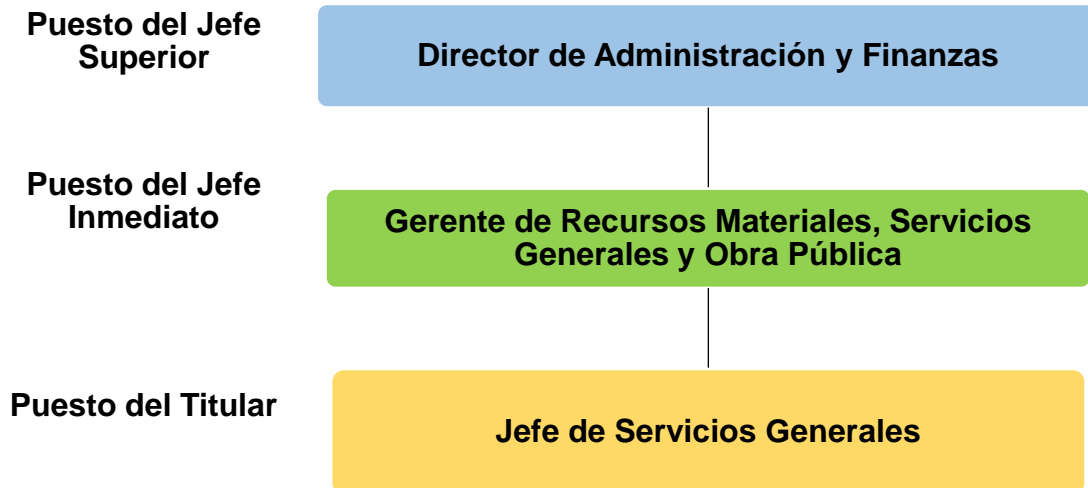 Puesto del Jefe
Superior
Director de Administración y Finanzas
Puesto del Jefe
Inmediato
Gerente de Recursos Materiales, Servicios
Generales y Obra Pública
Puesto del Titular
Jefe de Servicios Generales